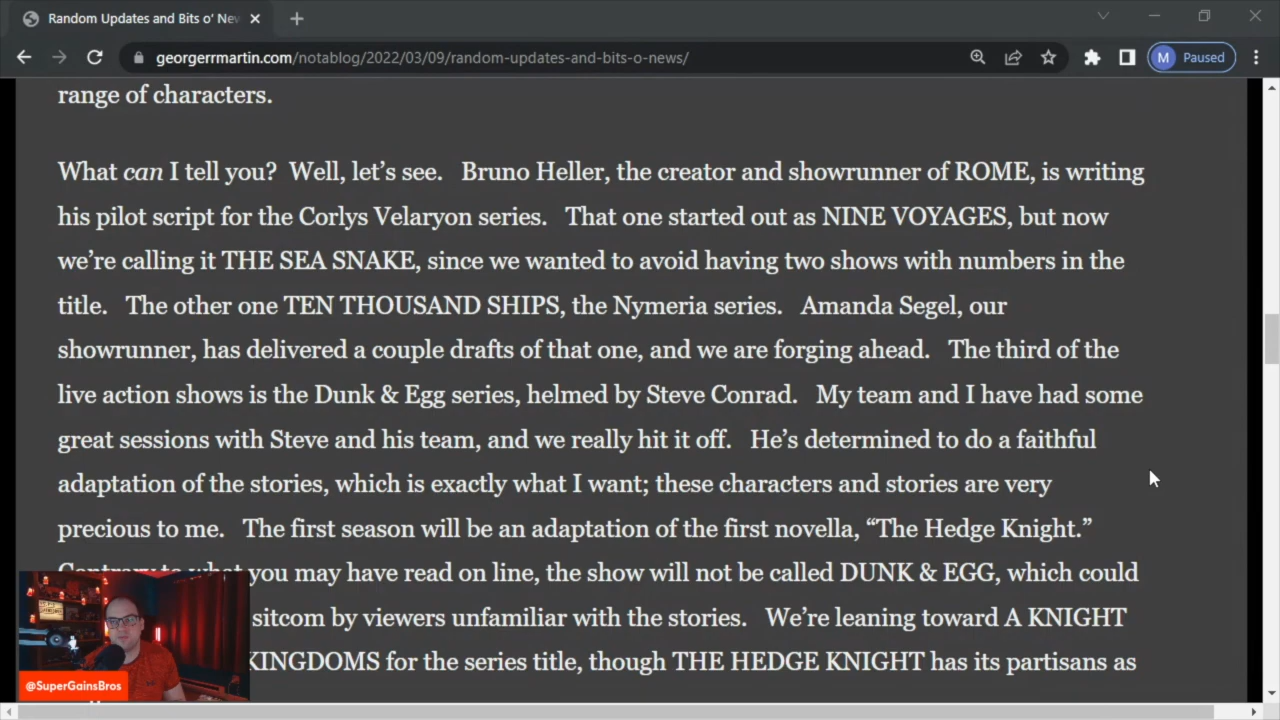 Random Updates and Bits o' New
georgerrmartin.com/notablog/2022/03/09/random-updates-and-bits-o-news/
M Paused
range of characters.
What can I tell you? Well, let's see. Bruno Heller, the creator and showrunner of ROME, is writing
his pilot script for the Corlys Velaryon series. That one started out as NINE VOYAGES, but now
we're calling it THE SEA SNAKE, since we wanted to avoid having two shows with numbers in the
title. The other one TEN THOUSAND SHIPS, the Nymeria series. Amanda Segel, our
showrunner, has delivered a couple drafts of that one, and we are forging ahead. The third of the
live action shows is the Dunk & Egg series, helmed by Steve Conrad. My team and I have had some
great sessions with Steve and his team, and we really hit it off. He's determined to do a faithful
adaptation of the stories, which is exactly what I want; these characters and stories are very
precious to me. The first season will be an adaptation of the first novella, “The Hedge Knight.”
Contrary to what you may have read on line, the show will not be called DUNK & EGG, which could
sitcom by viewers unfamiliar with the stories. We're leaning toward A KNIGHT
KINGDOMS for the series title, though THE HEDGE KNIGHT has its partisans as
@SuperGainsBros